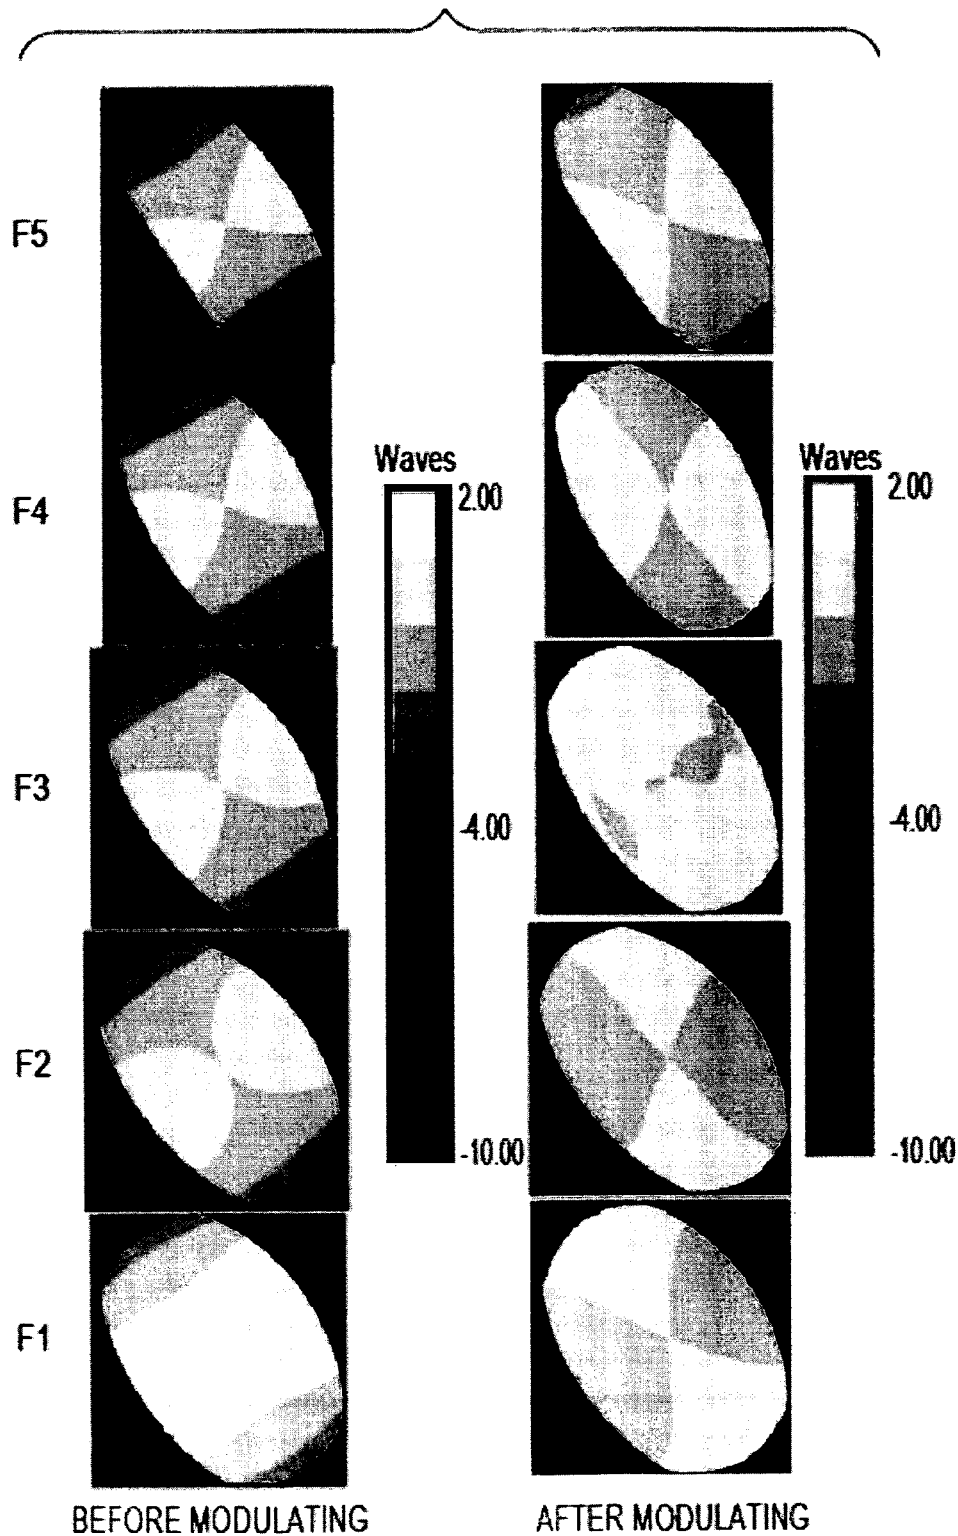 F5
F4
F3
F2
F1
Waves
2.00
-4.00
-10.00
Waves
2.00
-4.00
-10.00
BEFORE MODULATING
AFTER MODULATING